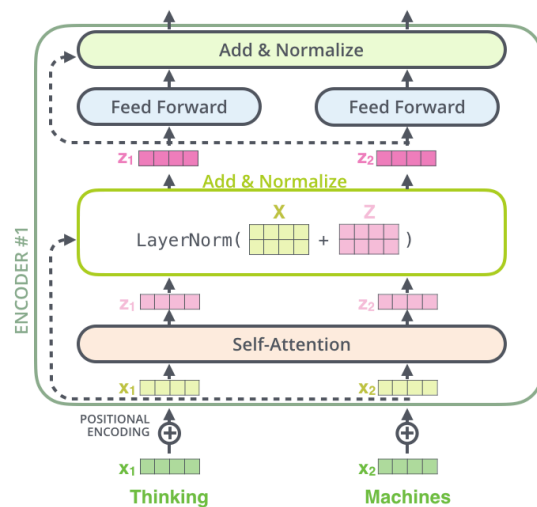 Add & Normalize
Feed Forward
Feed Forward
z1
z2
Add & Normalize
X
Z
LayerNorm( + )
z1
z2
Self-Attention
x1
x2
POSITIONAL
ENCODING
x1
x2
Thinking
Machines
ENCODER #1